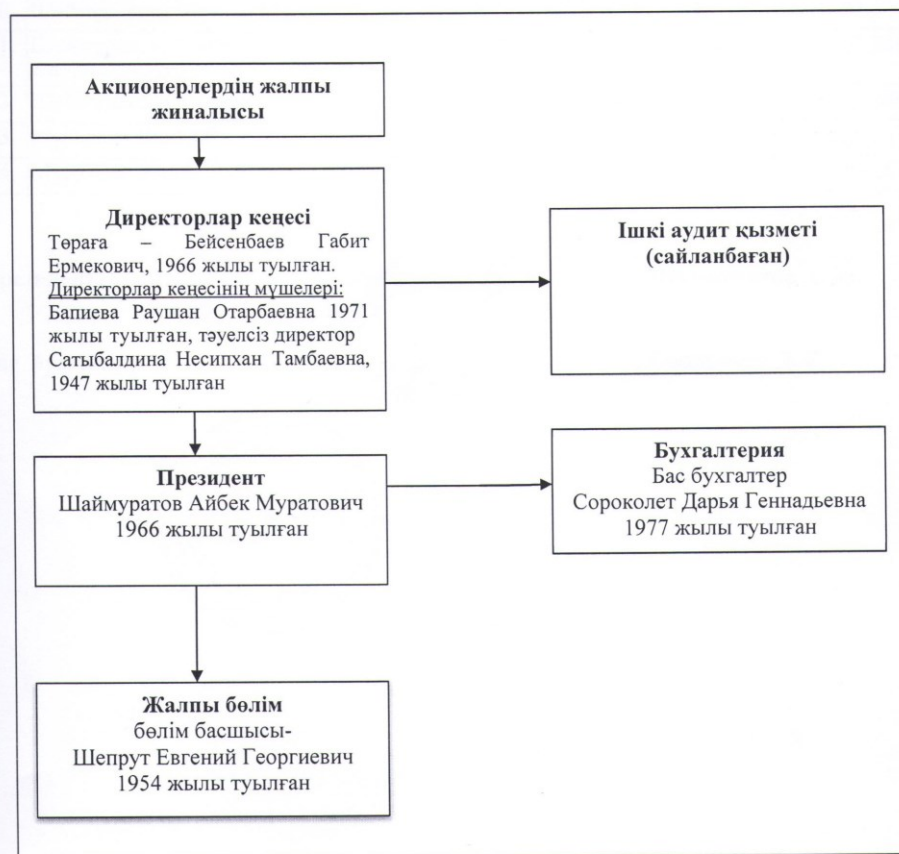 Акционерлердің жалпы
жиналысы
Директорлар кеңесі
Төраға – Бейсенбаев Габит
Ермекович, 1966 жылы туылған.
Директорлар кеңесінің мүшелері:
Бапиева Раушан Отарбаевна 1971
жылы туылған, тәуелсіз директор
Сатыбалдина Несипхан Тамбаевна,
1947 жылы туылған
Ішкі аудит қызметі
(сайланбаған)
Президент
Шаймуратов Айбек Муратович
1966 жылы туылған
Бухгалтерия
Бас бухгалтер
Сороколет Дарья Геннадьевна
1977 жылы туылған
Жалпы бөлім
бөлім басшысы-
Шепрут Евгений Георгиевич
1954 жылы туылған